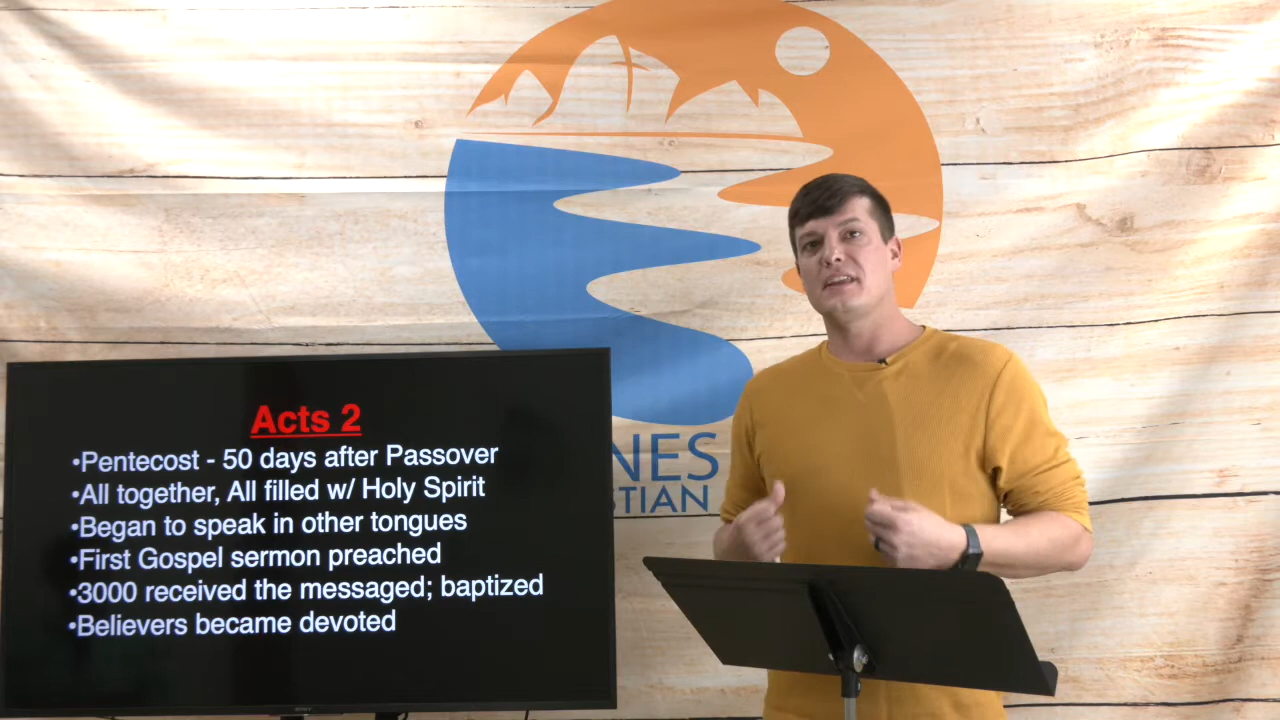 NES
STIAN
Acts 2
•Pentecost - 50 days after Passover
•All together, All filled w/ Holy Spirit
•Began to speak in other tongues
•First Gospel sermon preached
•3000 received the messaged; baptized
•Believers became devoted
SONY